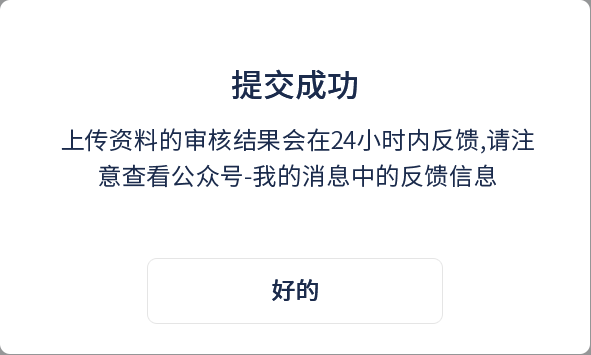 提交成功
上传资料的审核结果会在24小时内反馈,请注
意查看公众号-我的消息中的反馈信息
好的